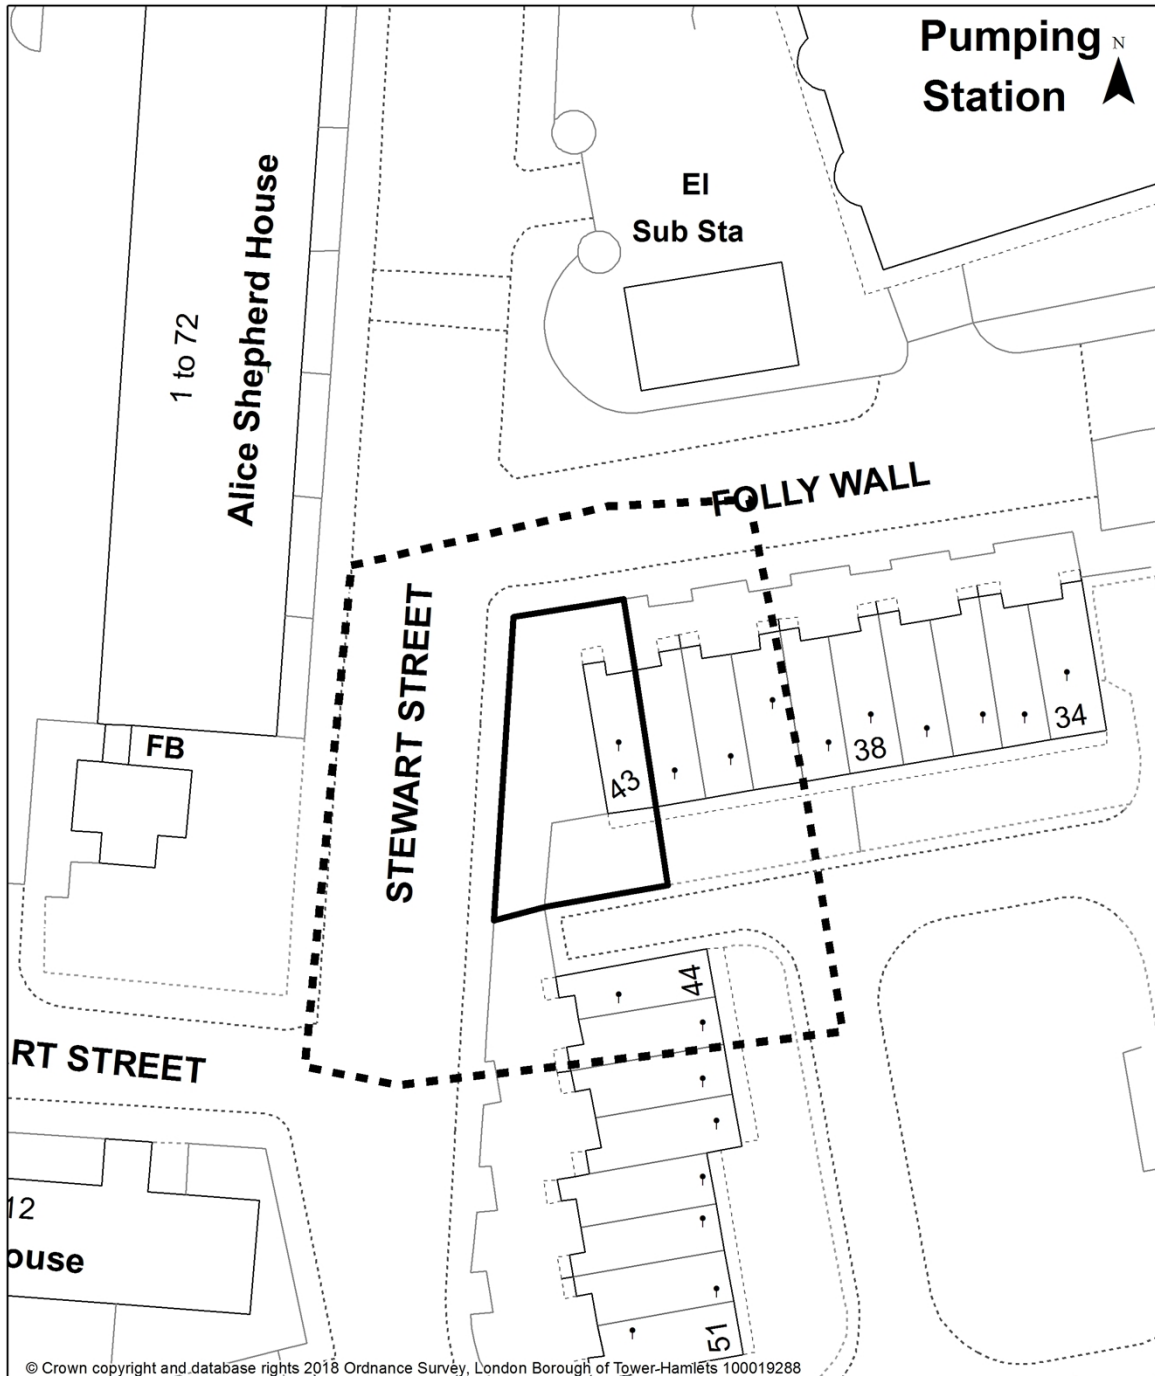 Pumping
Station
N
El
Sub Sta
Alice Shepherd House
1 to 72
FOLLY WALL
STEWART STREET
FB
43
38
34
44
RT STREET
12
ouse
51
© Crown copyright and database rights 2018 Ordnance Survey, London Borough of Tower Hamlets 100019288